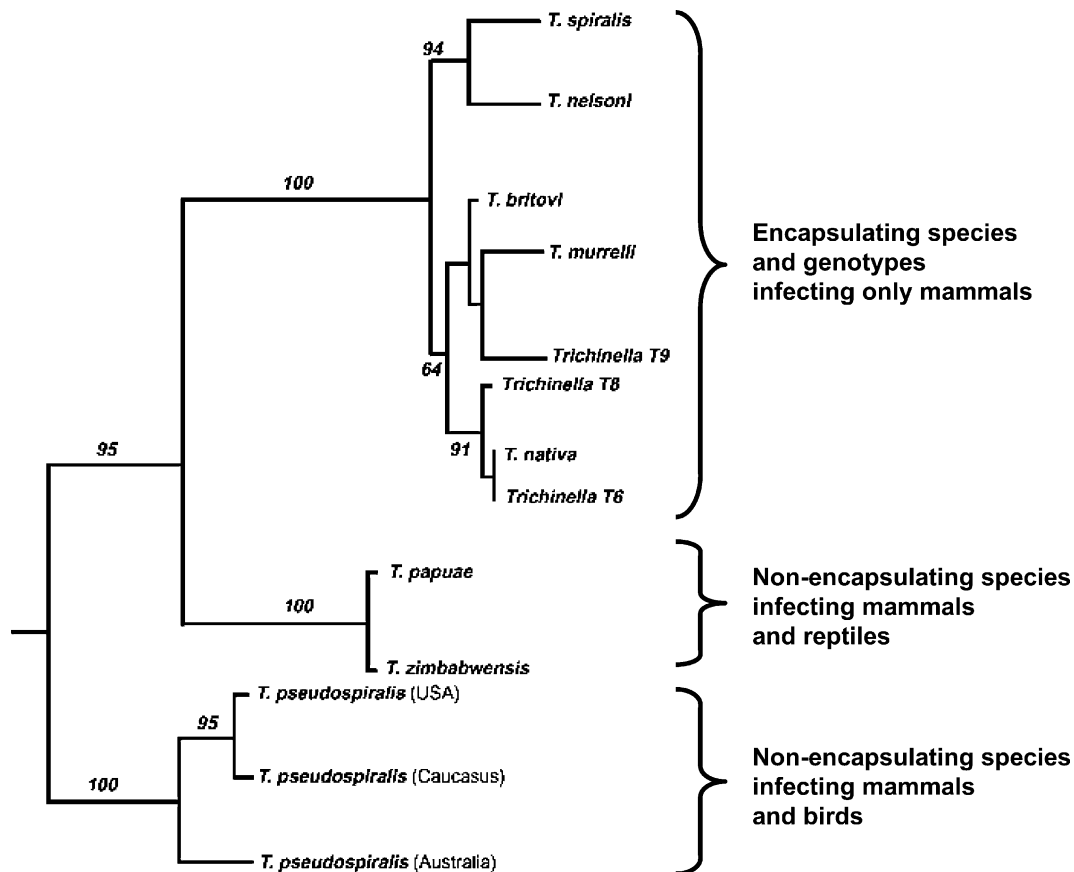 T. spiralis
94
T. nelsoni
100
T. britovi
T. murrelli
64
Trichinella T9
Trichinella T8
91
T. nativa
Trichinella T6
Encapsulating species
and genotypes
infecting only mammals
95
T. papuae
100
T. zimbabwensis
Non-encapsulating species
infecting mammals
and reptiles
T. pseudospiralis (USA)
95
T. pseudospiralis (Caucasus)
100
T. pseudospiralis (Australia)
Non-encapsulating species
infecting mammals
and birds